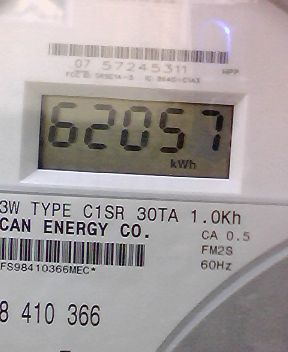 07 57245311
NPP
62057
kWh
3W TYPE C1SR 30TA 1.0Kh
CAN ENERGY CO.
CA 0.5
FM2S
60Hz
FS98410366MEC*
8 410 366